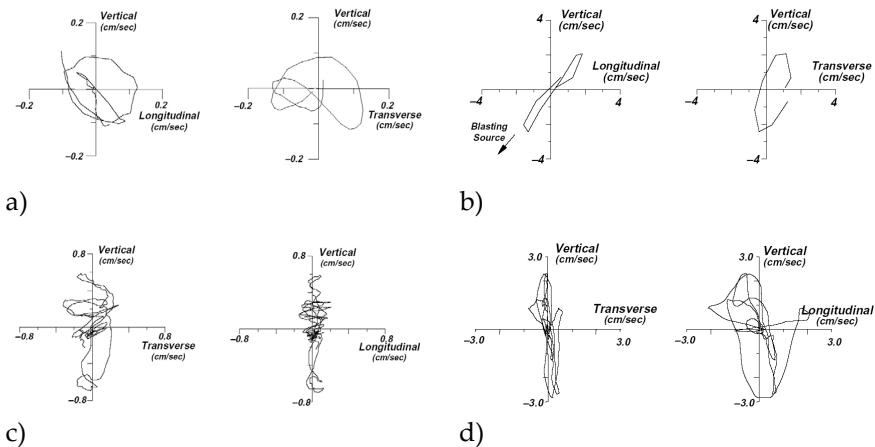 Vertical
(cm/sec)
0.2
–0.2
0.2
Longitudinal
(cm/sec)
–0.2
Vertical
(cm/sec)
0.2
–0.2
0.2
Transverse
(cm/sec)
–0.2
a)
Vertical
(cm/sec)
4
Longitudinal
(cm/sec)
–4
4
Blasting
Source
–4
Vertical
(cm/sec)
4
Transverse
(cm/sec)
–4
4
–4
b)
Vertical
(cm/sec)
0.8
–0.8
0.8
Transverse
(cm/sec)
–0.8
Vertical
(cm/sec)
0.8
–0.8
0.8
Longitudinal
(cm/sec)
–0.8
c)
Vertical
(cm/sec)
3.0
Transverse
(cm/sec)
–3.0
3.0
–3.0
Vertical
(cm/sec)
3.0
Longitudinal
(cm/sec)
–3.0
3.0
–3.0
d)